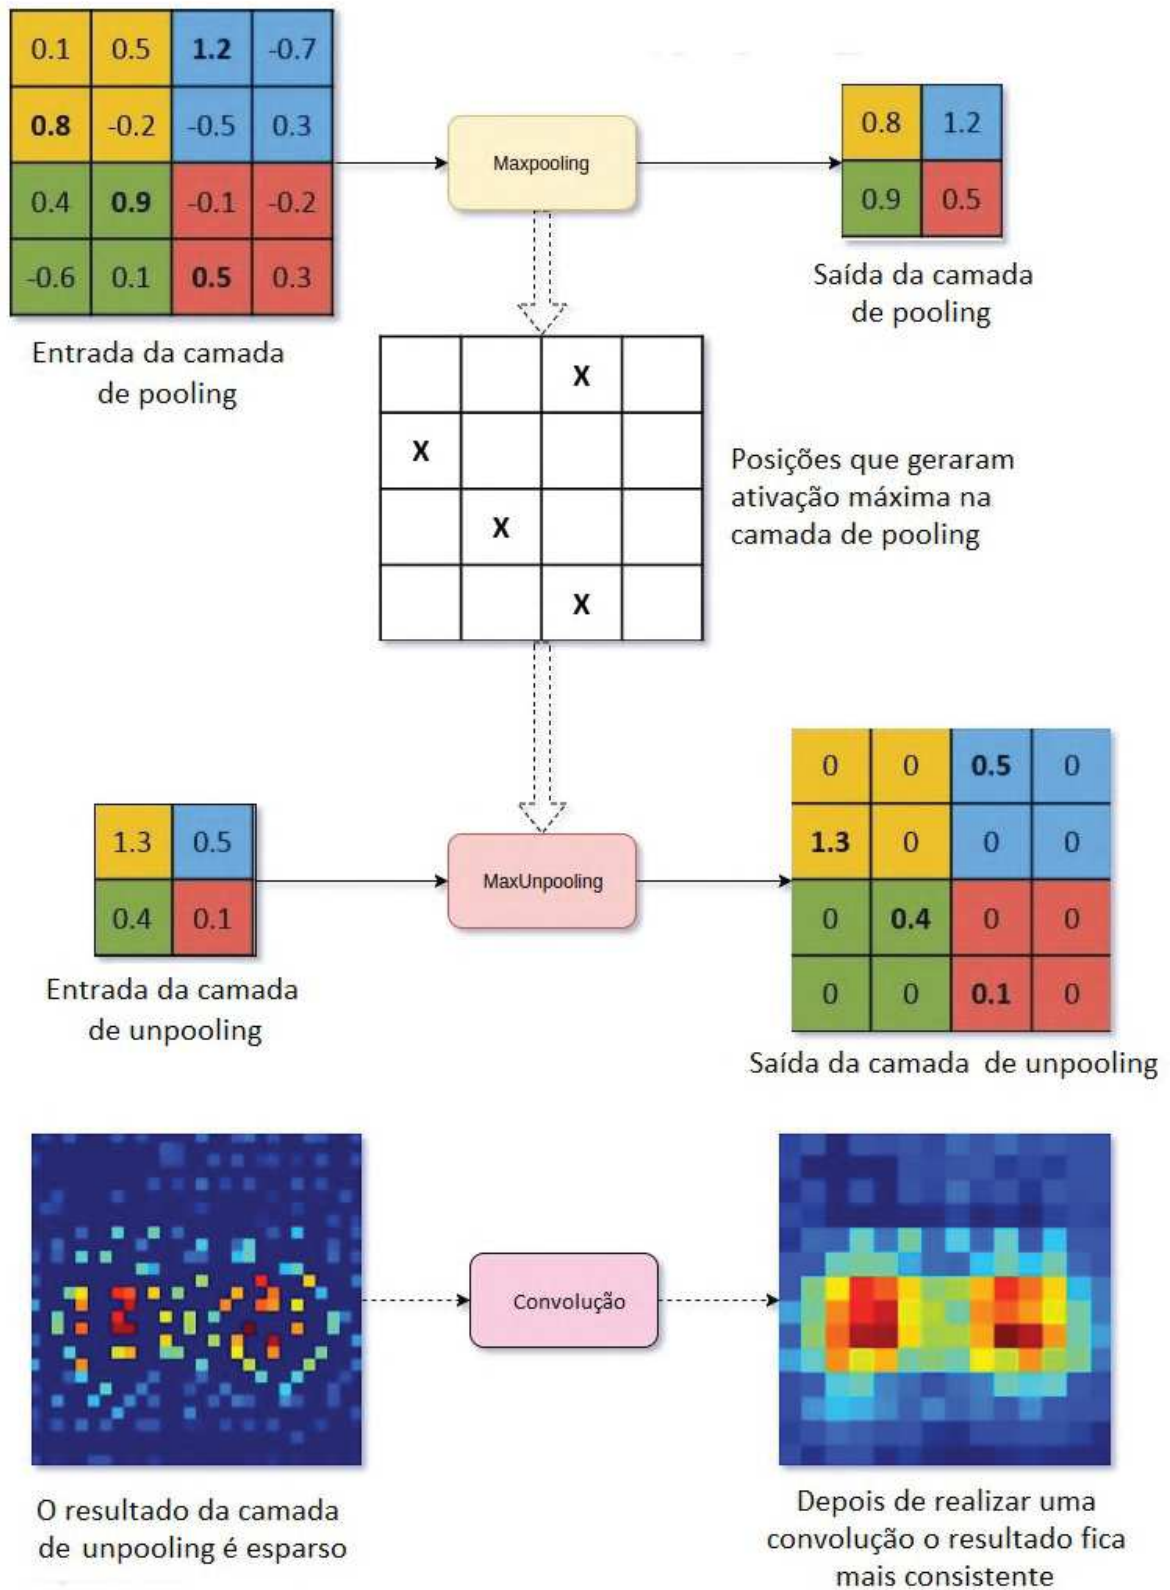 0.1 0.5 1.2 -0.7
0.8 -0.2 -0.5 0.3
0.4 0.9 -0.1 -0.2
-0.6 0.1 0.5 0.3
Entrada da camada
de pooling
Maxpooling
0.8 1.2
0.9 0.5
Saída da camada
de pooling
X
X
X
X
Posições que geraram
ativação máxima na
camada de pooling
1.3 0.5
0.4 0.1
Entrada da camada
de unpooling
MaxUnpooling
0 0 0.5 0
1.3 0 0 0
0 0.4 0 0
0 0 0.1 0
Saída da camada de unpooling
Convolução
O resultado da camada
de unpooling é esparso
Depois de realizar uma
convolução o resultado fica
mais consistente